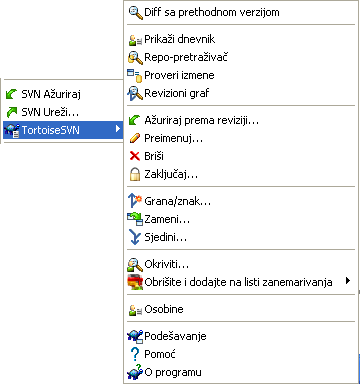 SVN Ažuriraj
SVN Ureži...
TortoiseSVN
Diff sa prethodnom verzijom
Prikaži dnevnik
Repo-pretraživač
Proveri izmene
Revizioni graf
Ažuriraj prema reviziji...
Preimenuj...
Briši
Zaključaj...
Grana/znak...
Zameni...
Sjedini...
Okriviti...
Obrišite i dodajte na listi zanemarivanja
Osobine
Podešavanje
Pomoć
O programu